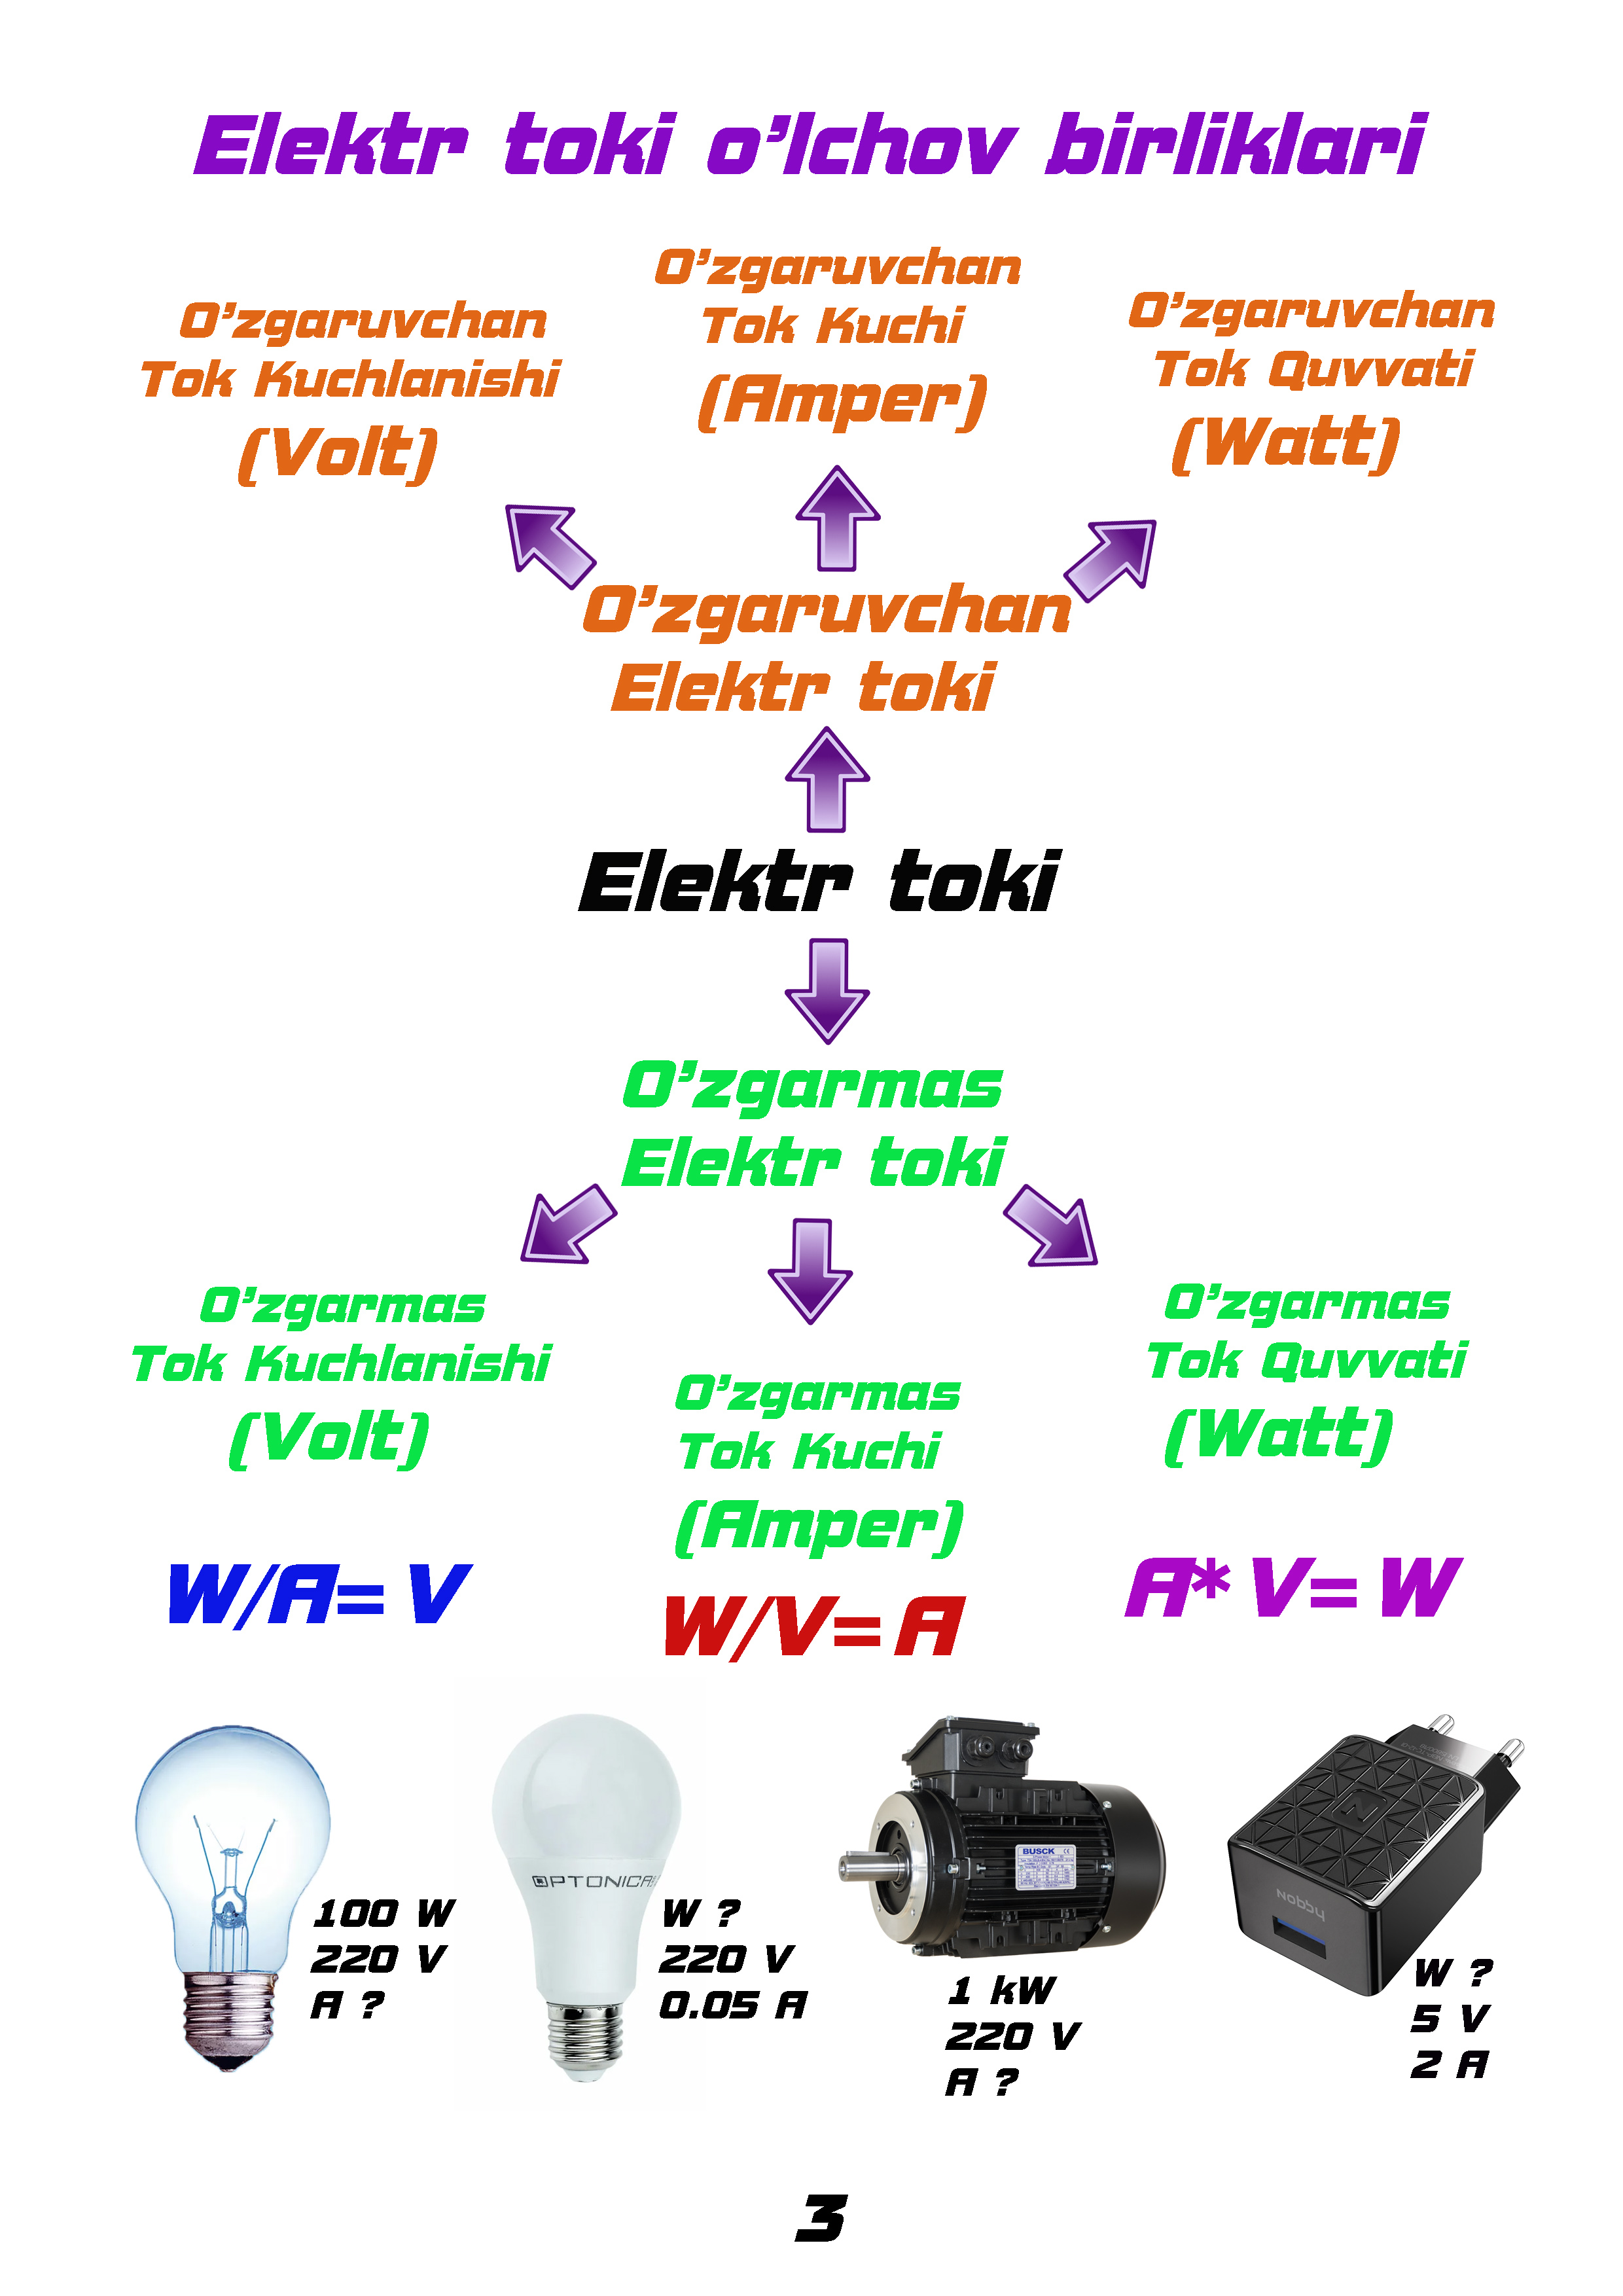 Elektr toki o'lchov birliklari
O'zgaruvchan
Tok Kuchlanishi
(Volt)
O'zgaruvchan
Tok Kuchi
(Amper)
O'zgaruvchan
Tok Quvvati
(Watt)
O'zgaruvchan
Elektr toki
Elektr toki
O'zgarmas
Elektr toki
O'zgarmas
Tok Kuchlanishi
(Volt)
O'zgarmas
Tok Kuchi
(Amper)
O'zgarmas
Tok Quvvati
(Watt)
W/A= V
W/V= A
A* V= W
100 W
220 V
A ?
OPTONICA
W ?
220 V
0.05 A
BUSCK
1 kW
220 V
A ?
Nobby
W ?
5 V
2 A
3